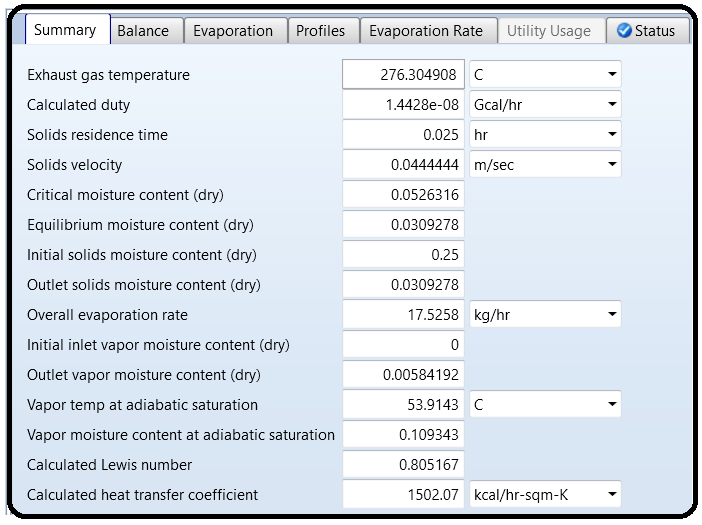 Summary Balance Evaporation Profiles Evaporation Rate Utility Usage Status
Exhaust gas temperature 276.304908 C
Calculated duty 1.4428e-08 Gcal/hr
Solids residence time 0.025 hr
Solids velocity 0.0444444 m/sec
Critical moisture content (dry) 0.0526316
Equilibrium moisture content (dry) 0.0309278
Initial solids moisture content (dry) 0.25
Outlet solids moisture content (dry) 0.0309278
Overall evaporation rate 17.5258 kg/hr
Initial inlet vapor moisture content (dry) 0
Outlet vapor moisture content (dry) 0.00584192
Vapor temp at adiabatic saturation 53.9143 C
Vapor moisture content at adiabatic saturation 0.109343
Calculated Lewis number 0.805167
Calculated heat transfer coefficient 1502.07 kcal/hr-sqm-K